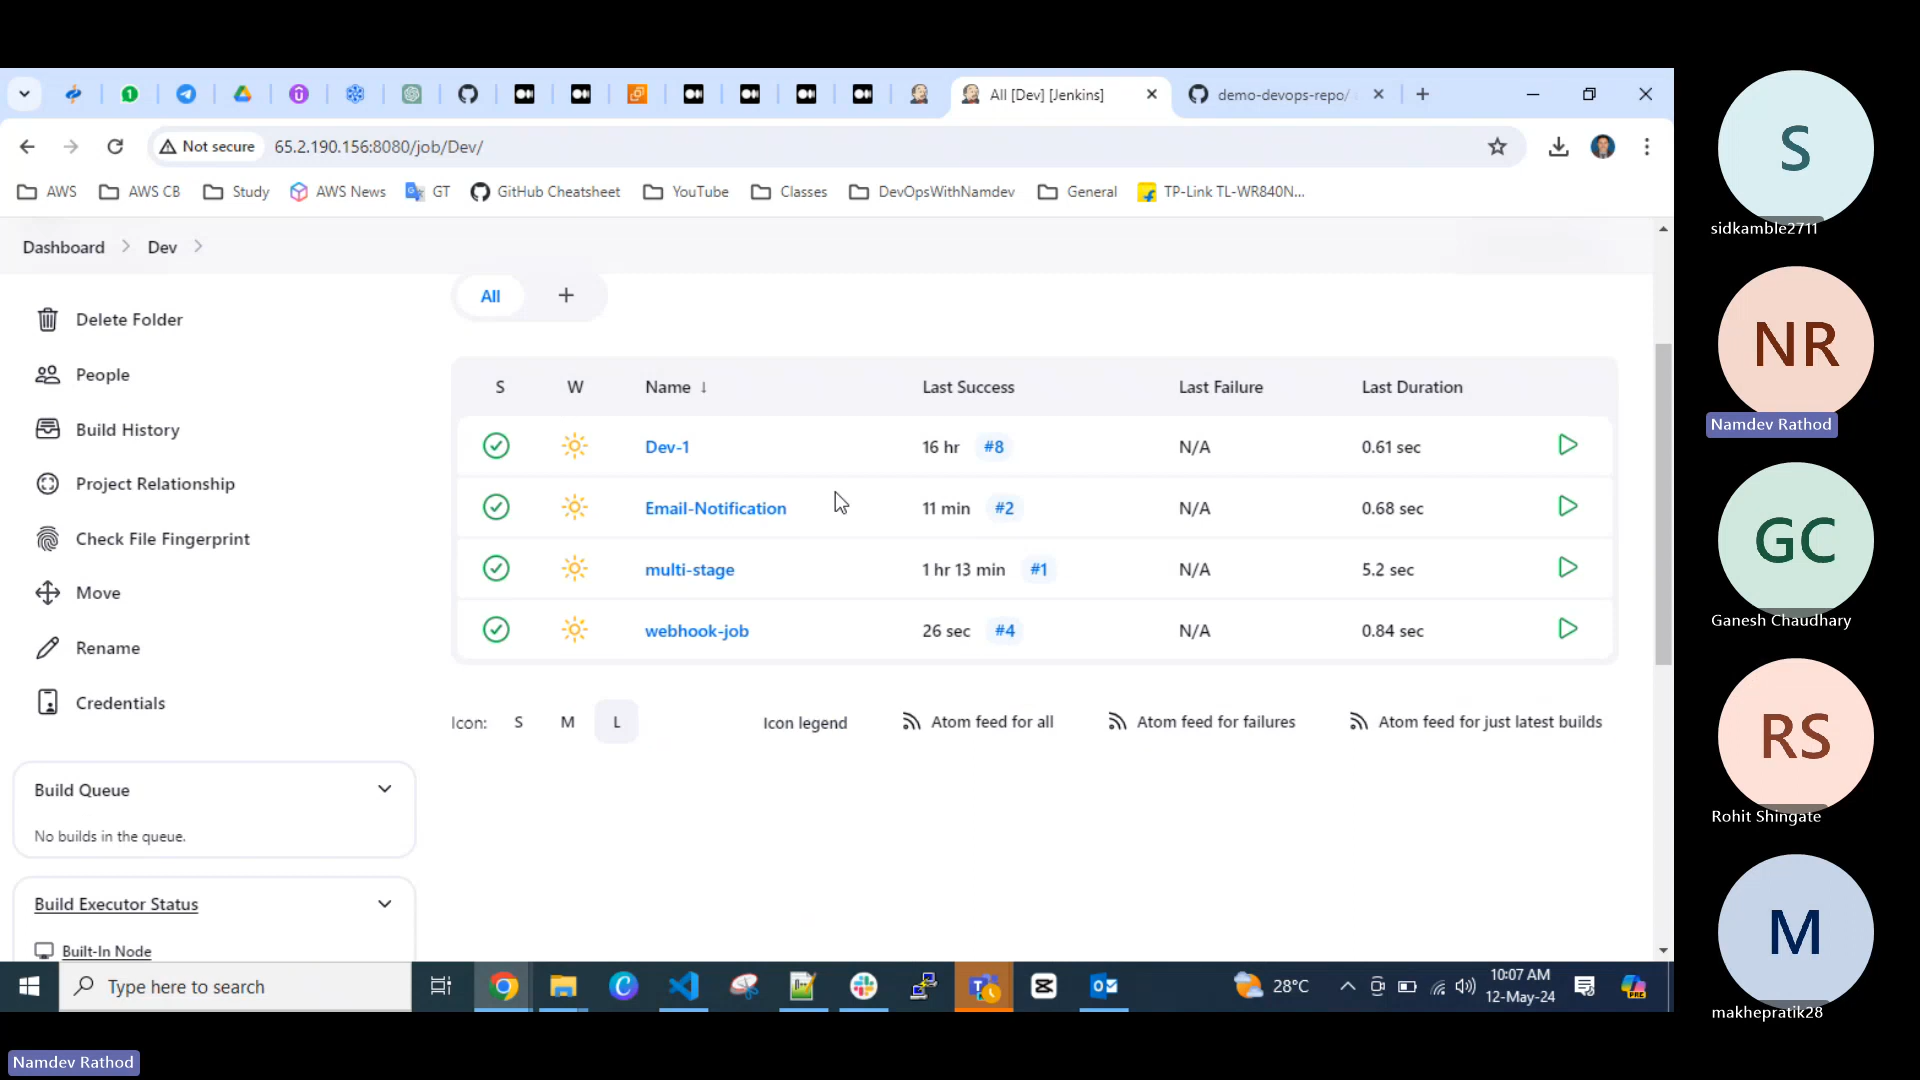 All [Dev] [Jenkins]
demo-devops-repo/
Not secure
65.2.190.156:8080/job/Dev/
AWS
AWS CB
Study
AWS News
GT
GitHub Cheatsheet
YouTube
Classes
DevOpsWithNamdev
General
TP-Link TL-WR840N...
Dashboard
Dev
Delete Folder
People
Build History
Project Relationship
Check File Fingerprint
Move
Rename
Credentials
Build Queue
No builds in the queue.
Build Executor Status
Built-In Node
All
+
S W Name ↓ Last Success Last Failure Last Duration
Dev-1 16 hr #8 N/A 0.61 sec
Email-Notification 11 min #2 N/A 0.68 sec
multi-stage 1 hr 13 min #1 N/A 5.2 sec
webhook-job 26 sec #4 N/A 0.84 sec
Icon: S M L
Icon legend
Atom feed for all
Atom feed for failures
Atom feed for just latest builds
Type here to search
28°C
10:07 AM
12-May-24
S
sidkamble2711
NR
Namdev Rathod
GC
Ganesh Chaudhary
RS
Rohit Shingate
M
makhepratik28
Namdev Rathod